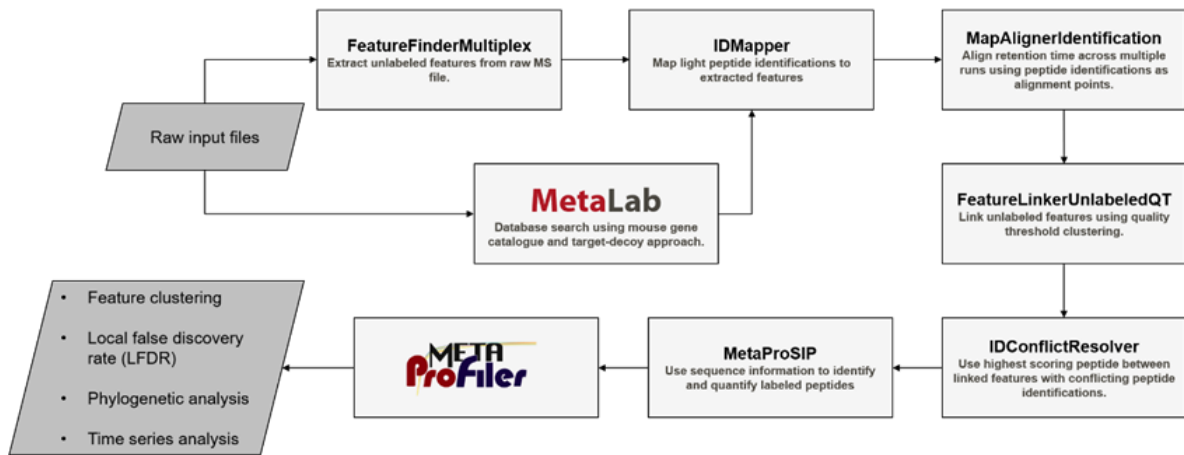 FeatureFinderMultiplex
Extract unlabeled features from raw MS
file.
IDMapper
Map light peptide identifications to
extracted features
MapAlignerIdentification
Align retention time across multiple
runs using peptide identifications as
alignment points.
Raw input files
MetaLab
Database search using mouse gene
catalogue and target-decoy approach.
FeatureLinkerUnlabeledQT
Link unlabeled features using quality
threshold clustering.
IDConflictResolver
Use highest scoring peptide between
linked features with conflicting peptide
identifications.
MetaProSIP
Use sequence information to identify
and quantify labeled peptides
META
ProFiler
• Feature clustering
• Local false discovery
rate (LFDR)
• Phylogenetic analysis
• Time series analysis